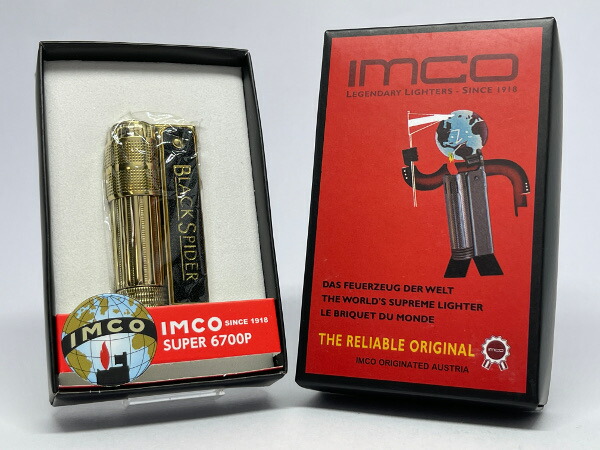 BLACK SPIDER
IMCO
IMCO SINCE 1918
SUPER 6700P
IMCO
LEGENDARY LIGHTERS - SINCE 1918
DAS FEUERZEUG DER WELT
THE WORLD'S SUPREME LIGHTER
LE BRIQUET DU MONDE
THE RELIABLE ORIGINAL
IMCO
IMCO ORIGINATED AUSTRIA